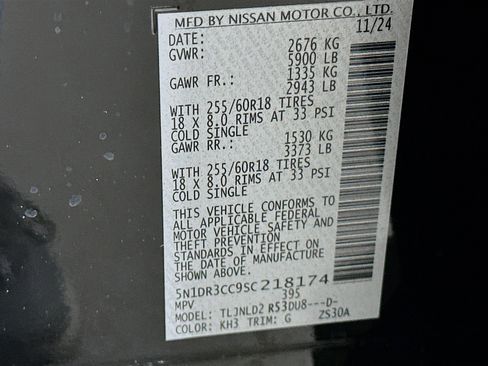 MFD BY NISSAN MOTOR CO., LTD.
DATE: 11/24
GVWR: 2676 KG
5900 LB
GAWR FR.: 1335 KG
2943 LB
WITH 255/60R18 TIRES
18 X 8.0 RIMS AT 33 PSI
COLD SINGLE
GAWR RR.: 1530 KG
3373 LB
WITH 255/60R18 TIRES
18 X 8.0 RIMS AT 33 PSI
COLD SINGLE
THIS VEHICLE CONFORMS TO
ALL APPLICABLE FEDERAL
MOTOR VEHICLE SAFETY AND
THEFT PREVENTION
STANDARDS IN EFFECT ON
THE DATE OF MANUFACTURE
SHOWN ABOVE.
5N1DR3CC9SC218174
MPV 395
MODEL: TLJNLD2 R53DU8---D-
KH3 TRIM: G ZS30A